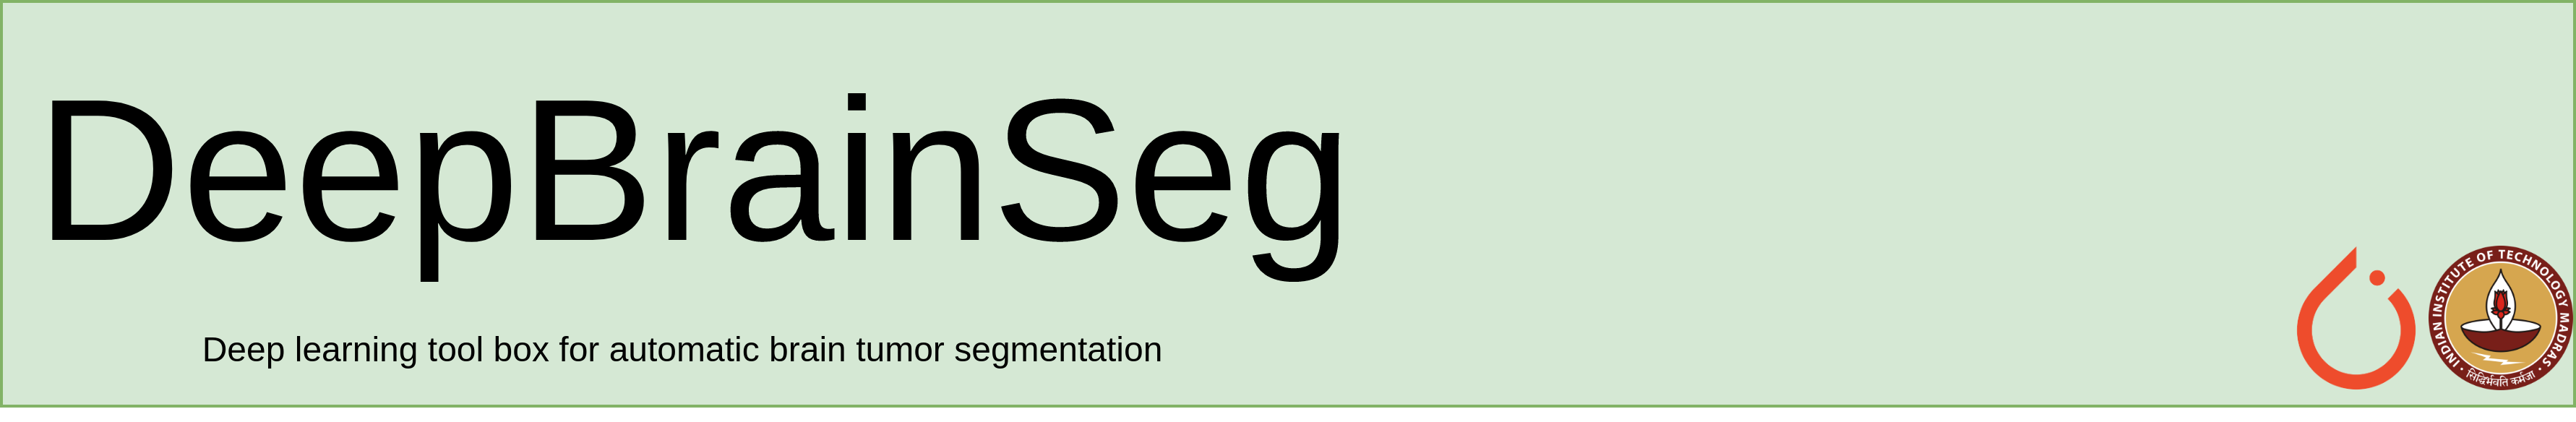 DeepBrainSeg
Deep learning tool box for automatic brain tumor segmentation
INDIAN INSTITUTE OF TECHNOLOGY MADRAS
सिद्धिर्भवति कर्मजा